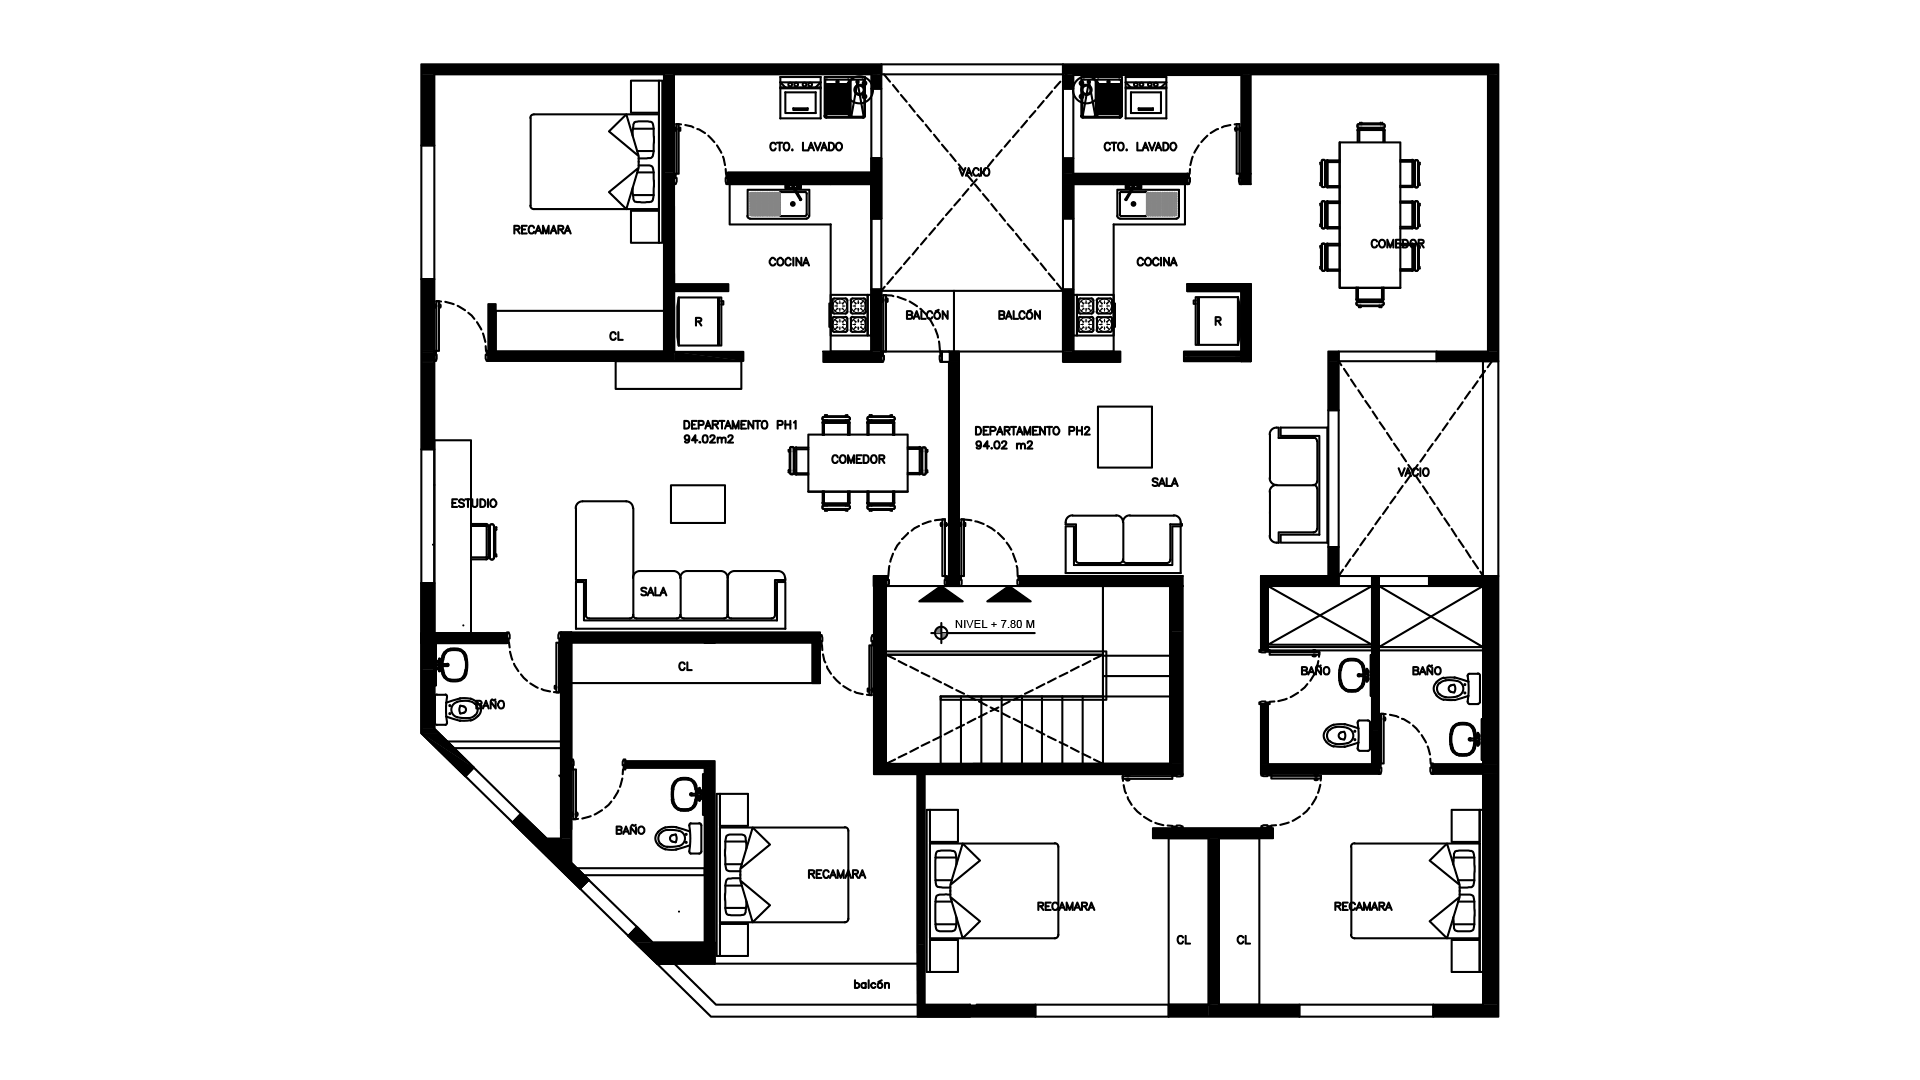 CTO. LAVADO
CTO. LAVADO
VACIO
RECAMARA
COMEDOR
COCINA
COCINA
BALCÓN
BALCÓN
R
R
CL
DEPARTAMENTO PH1
94.02m2
DEPARTAMENTO PH2
94.02 m2
COMEDOR
VACIO
SALA
ESTUDIO
SALA
NIVEL + 7.80 M
CL
BAÑO
BAÑO
BAÑO
BAÑO
RECAMARA
RECAMARA
RECAMARA
CL
CL
balcón